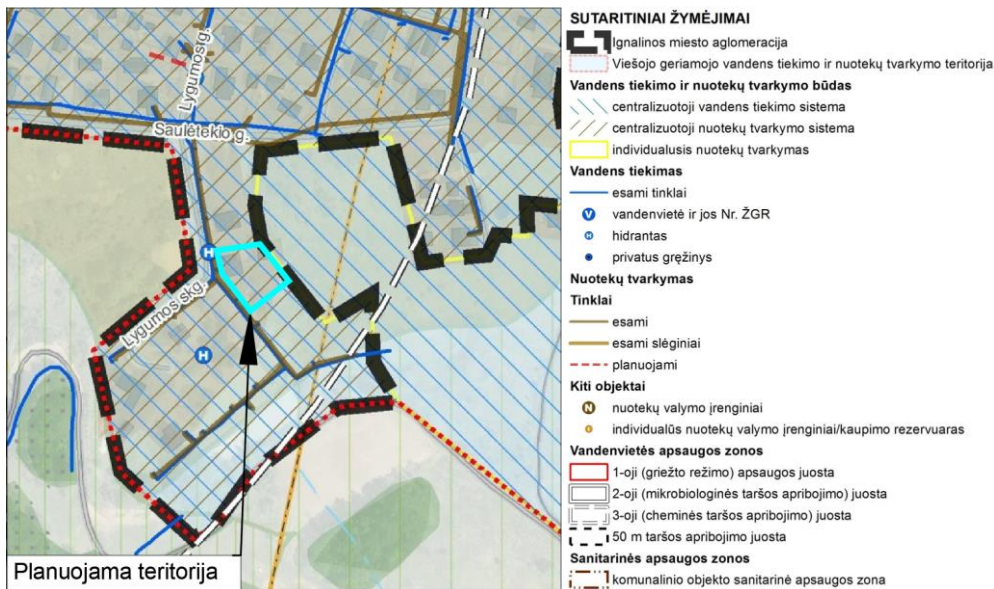 Lygumos g.
Saulėtekio g.
H
Lygumos skg.
H
Planuojama teritorija
SUTARTINIAI ŽYMĖJIMAI
Ignalinos miesto aglomeracija
Viešojo geriamojo vandens tiekimo ir nuotekų tvarkymo teritorija
Vandens tiekimo ir nuotekų tvarkymo būdas
centralizuotoji vandens tiekimo sistema
centralizuotoji nuotekų tvarkymo sistema
individualusis nuotekų tvarkymas
Vandens tiekimas
esami tinklai
V vandenvietė ir jos Nr. ŽGR
H hidrantas
privatus gręžinys
Nuotekų tvarkymas
Tinklai
esami
esami slėginiai
planuojami
Kiti objektai
N nuotekų valymo įrenginiai
individualūs nuotekų valymo įrenginiai/kaupimo rezervuaras
Vandenvietės apsaugos zonos
1-oji (griežto režimo) apsaugos juosta
2-oji (mikrobiologinės taršos apribojimo) juosta
3-oji (cheminės taršos apribojimo) juosta
50 m taršos apribojimo juosta
Sanitarinės apsaugos zonos
komunalinio objekto sanitarinė apsaugos zona